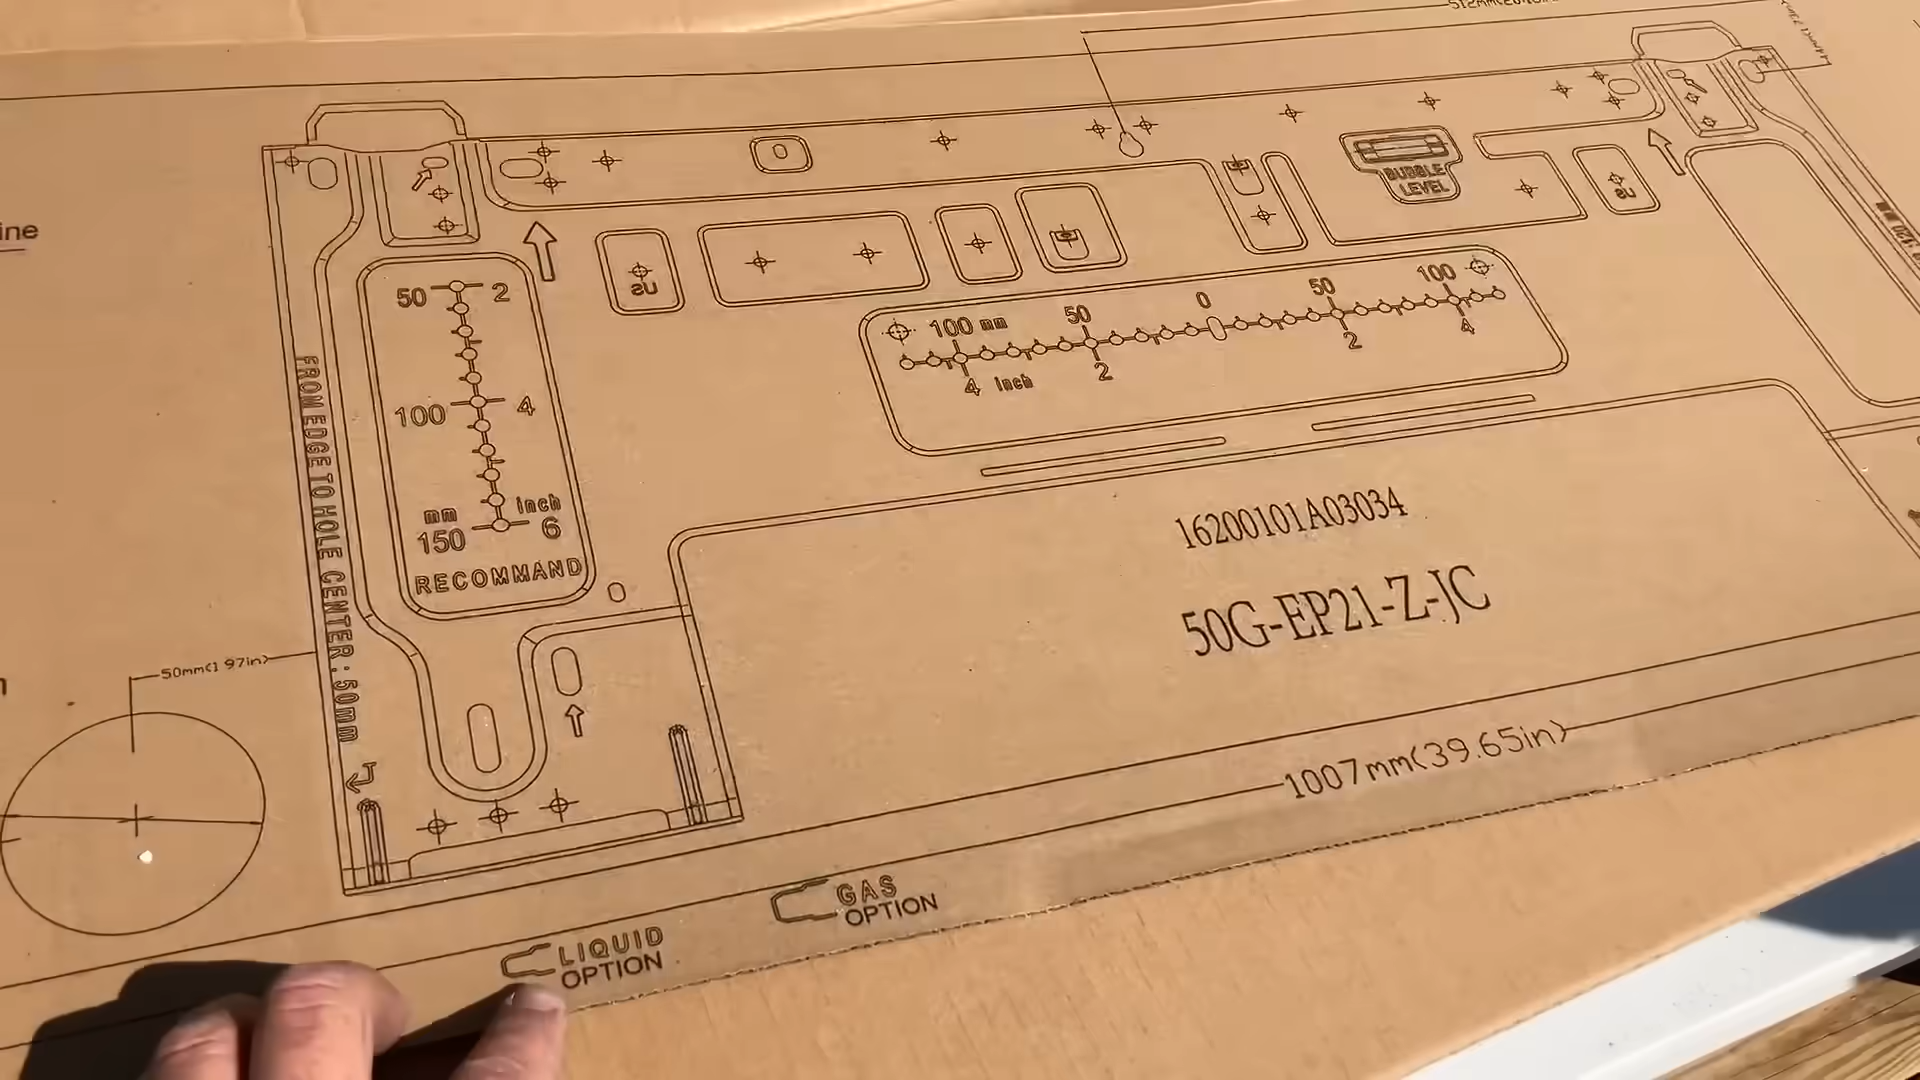 ine
BUBBLE
LEVEL
SU
SU
50 2
100 4
mm inch
150 6
RECOMMAND
100 mm 50 0 50 100
4 inch 2 2 4
FROM EDGE TO HOLE CENTER : 50mm
16200101A03034
50G-EP21-Z-JC
50mm(1.97in)
1007mm(39.65in)
GAS
OPTION
LIQUID
OPTION